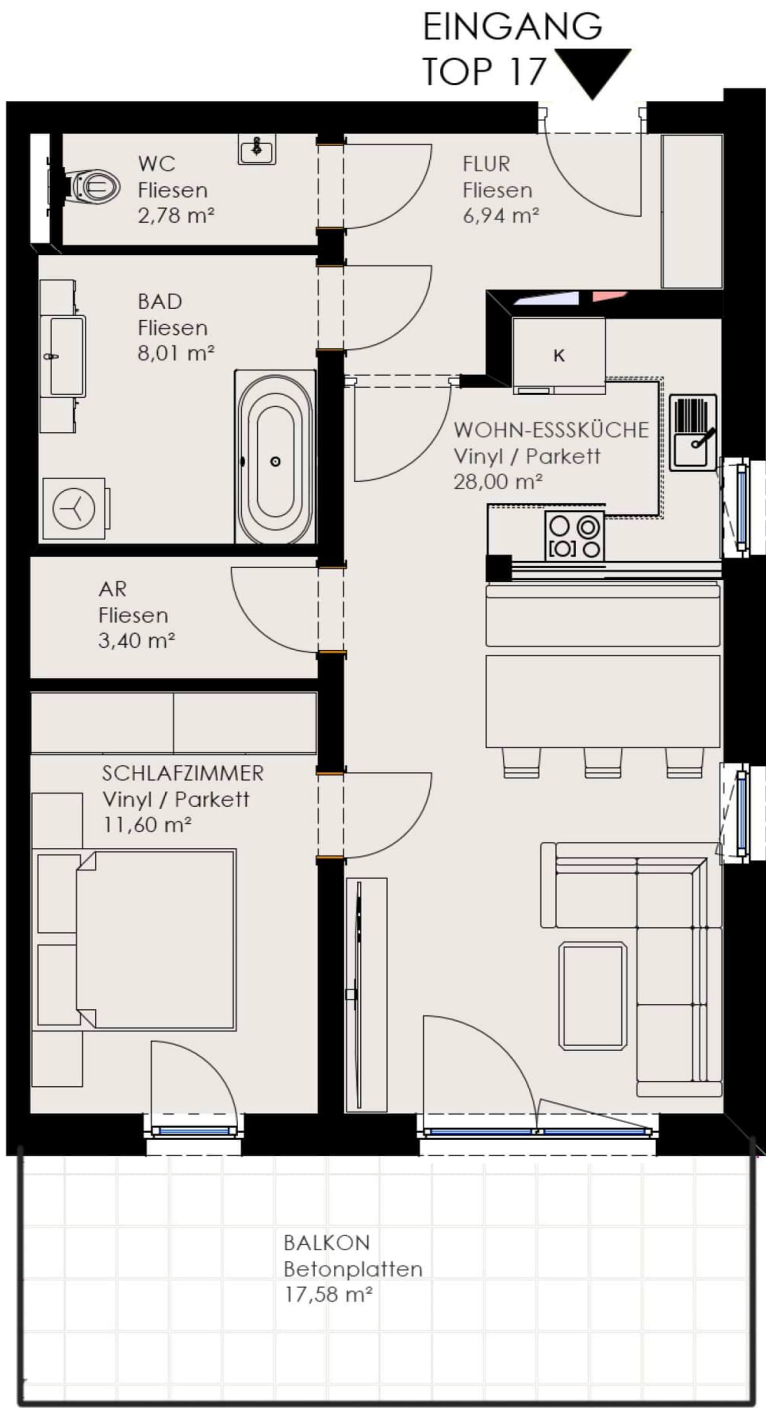 EINGANG
TOP 17
WC
Fliesen
2,78 m²
FLUR
Fliesen
6,94 m²
BAD
Fliesen
8,01 m²
K
WOHN-ESSSKÜCHE
Vinyl / Parkett
28,00 m²
AR
Fliesen
3,40 m²
SCHLAFZIMMER
Vinyl / Parkett
11,60 m²
BALKON
Betonplatten
17,58 m²